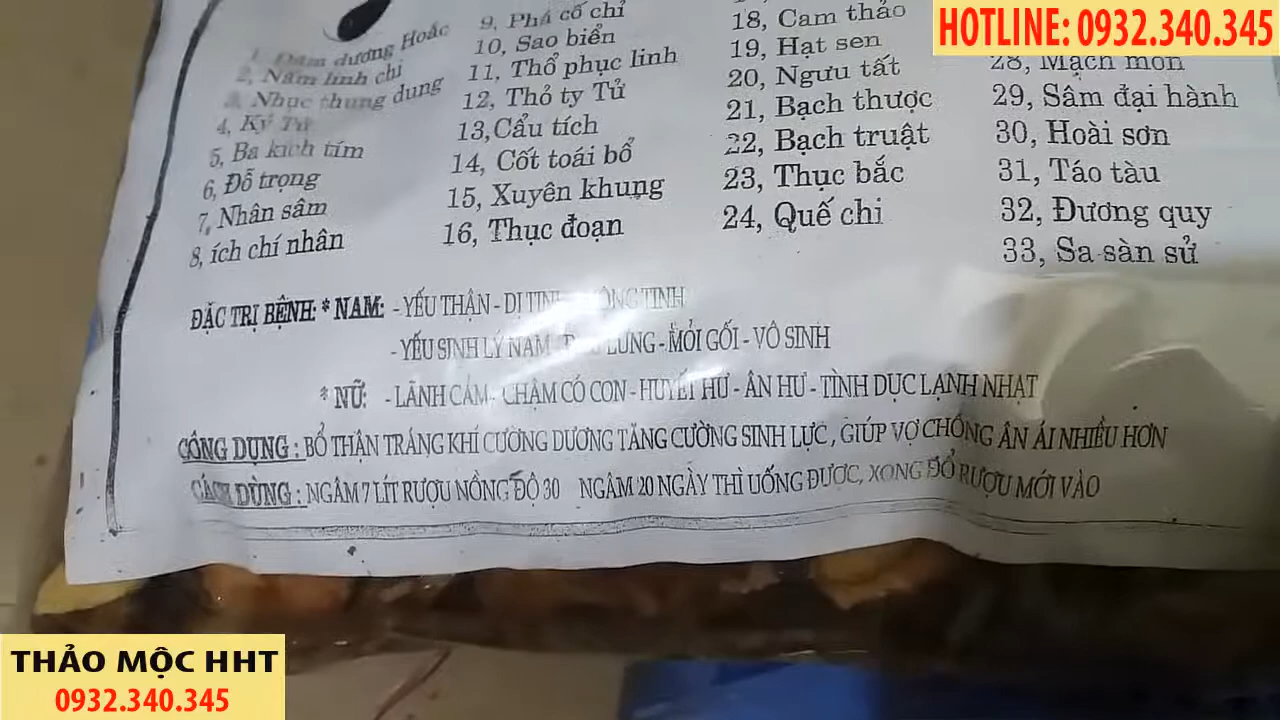 HOTLINE: 0932.340.345
1, Dâm dương Hoắc
2, Nấm linh chi
3, Nhục thung dung
4, Kỷ Tử
5, Ba kích tím
6, Đỗ trọng
7, Nhân sâm
8, ích chí nhân
9, Phá cố chỉ
10, Sao biển
11, Thổ phục linh
12, Thỏ ty Tử
13,Cẩu tích
14, Cốt toái bổ
15, Xuyên khung
16, Thục đoạn
18, Cam thảo
19, Hạt sen
20, Ngưu tất
21, Bạch thược
22, Bạch truật
23, Thục bắc
24, Quế chi
28, Mạch môn
29, Sâm đại hành
30, Hoài sơn
31, Táo tàu
32, Đương quy
33, Sa sàn sử
ĐẶC TRỊ BỆNH: * NAM: - YẾU THẬN - DỊ TINH
- YẾU SINH LÝ NAM LƯNG - MỎI GỐI - VÔ SINH
* NỮ: - LÃNH CẢM - CHẬM CÓ CON - HUYẾT HƯ - ÂN HƯ - TÌNH DỤC LẠNH NHẠT
CÔNG DỤNG : BỔ THẬN TRÁNG KHÍ CƯỜNG DƯƠNG TĂNG CƯỜNG SINH LỰC , GIÚP VỢ CHỒNG ÂN ÁI NHIỀU HƠN
CÁCH DÙNG : NGÂM 7 LÍT RƯỢU NỒNG ĐỘ 30 NGÂM 20 NGÀY THÌ UỐNG ĐƯƠC, XONG ĐỔ RƯỢU MỚI VÀO
THẢO MỘC HHT
0932.340.345